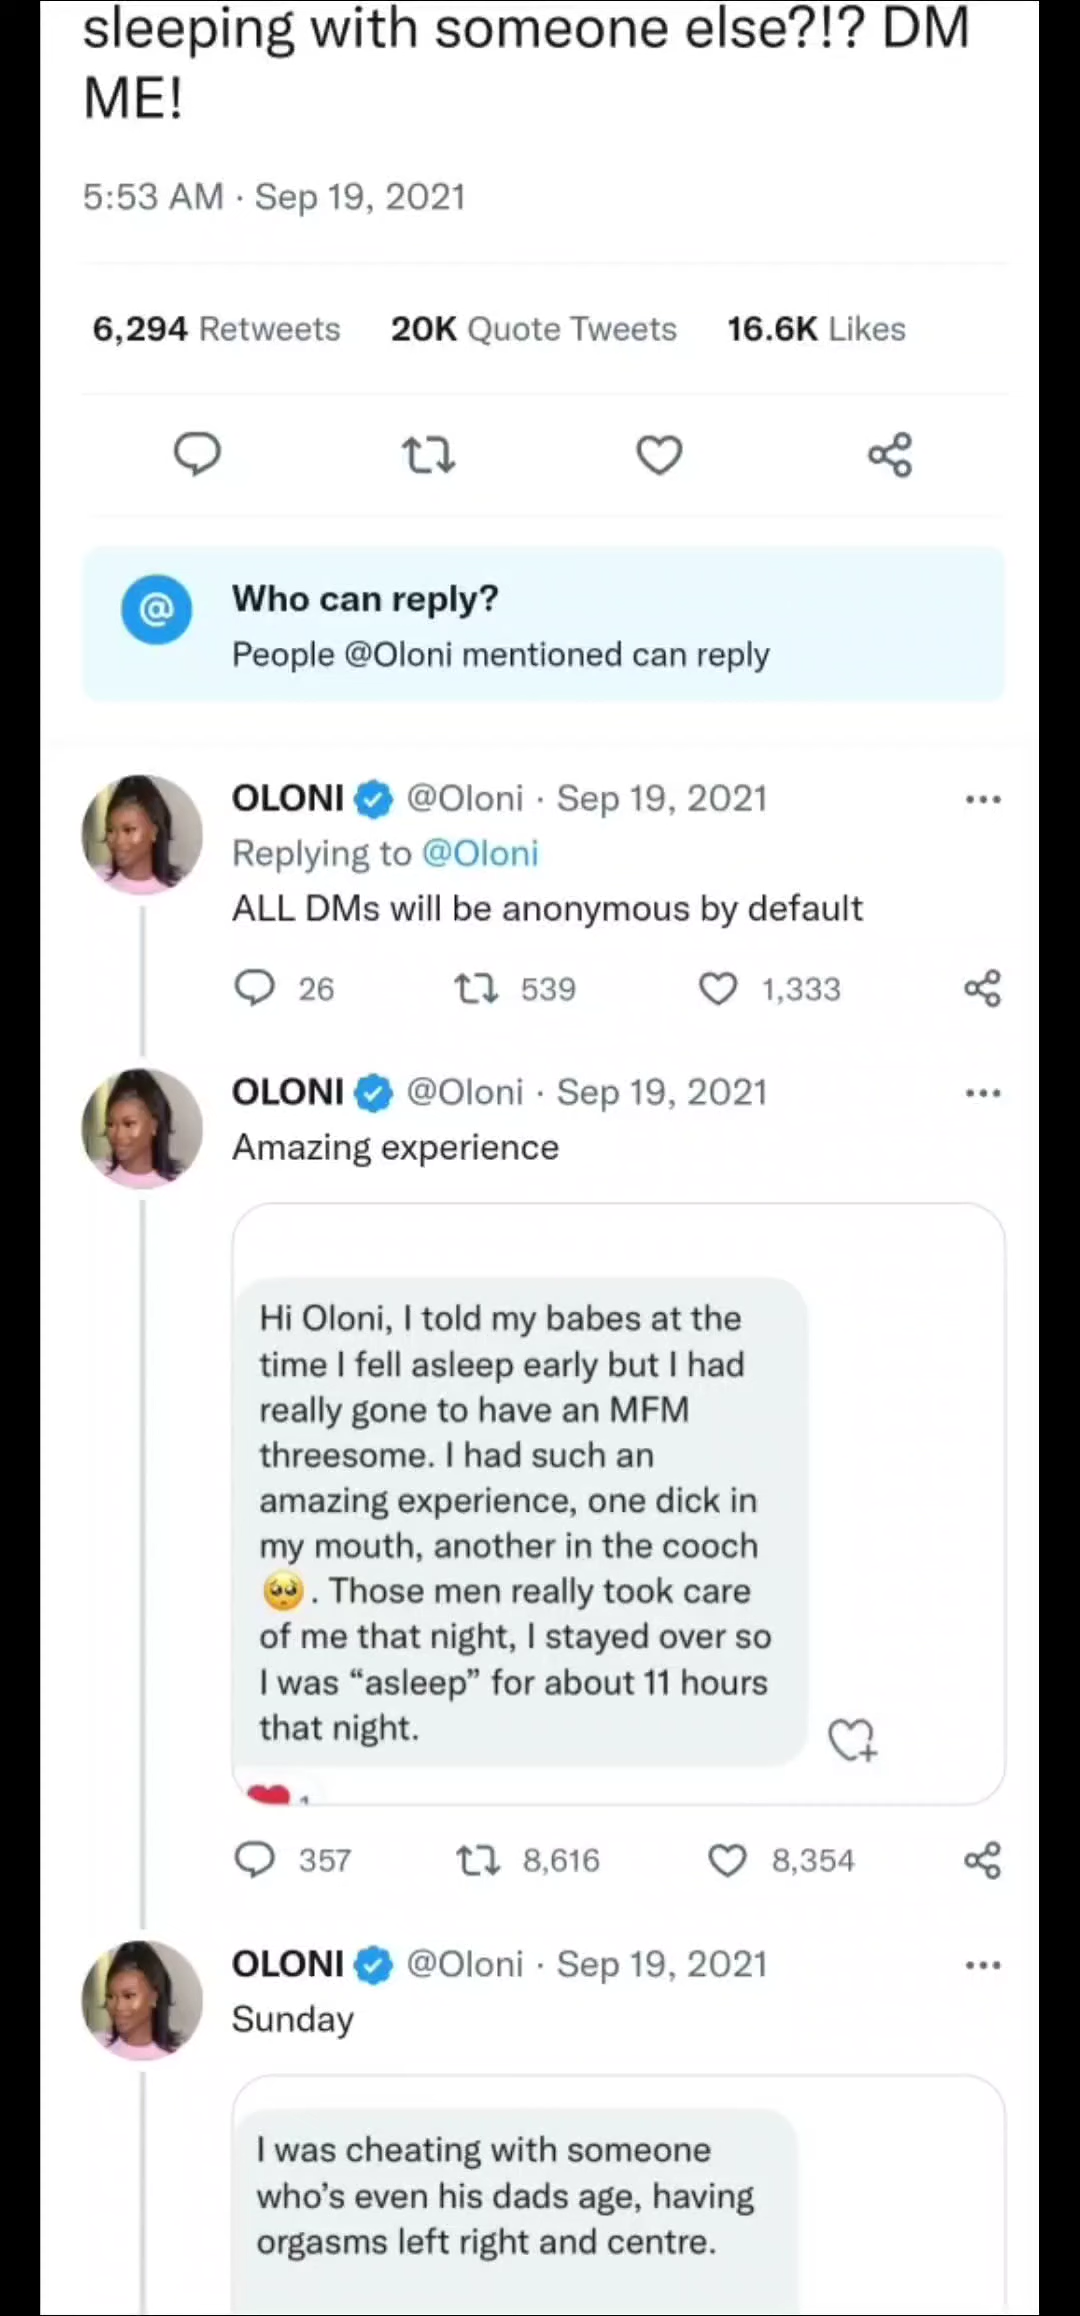 sleeping with someone else?!? DM
ME!
5:53 AM · Sep 19, 2021
6,294 Retweets 20K Quote Tweets 16.6K Likes
@
Who can reply?
People @Oloni mentioned can reply
OLONI @Oloni · Sep 19, 2021
Replying to @Oloni
ALL DMs will be anonymous by default
26 539 1,333
OLONI @Oloni · Sep 19, 2021
Amazing experience
Hi Oloni, I told my babes at the
time I fell asleep early but I had
really gone to have an MFM
threesome. I had such an
amazing experience, one dick in
my mouth, another in the cooch
🥺. Those men really took care
of me that night, I stayed over so
I was “asleep” for about 11 hours
that night.
357 8,616 8,354
OLONI @Oloni · Sep 19, 2021
Sunday
I was cheating with someone
who’s even his dads age, having
orgasms left right and centre.